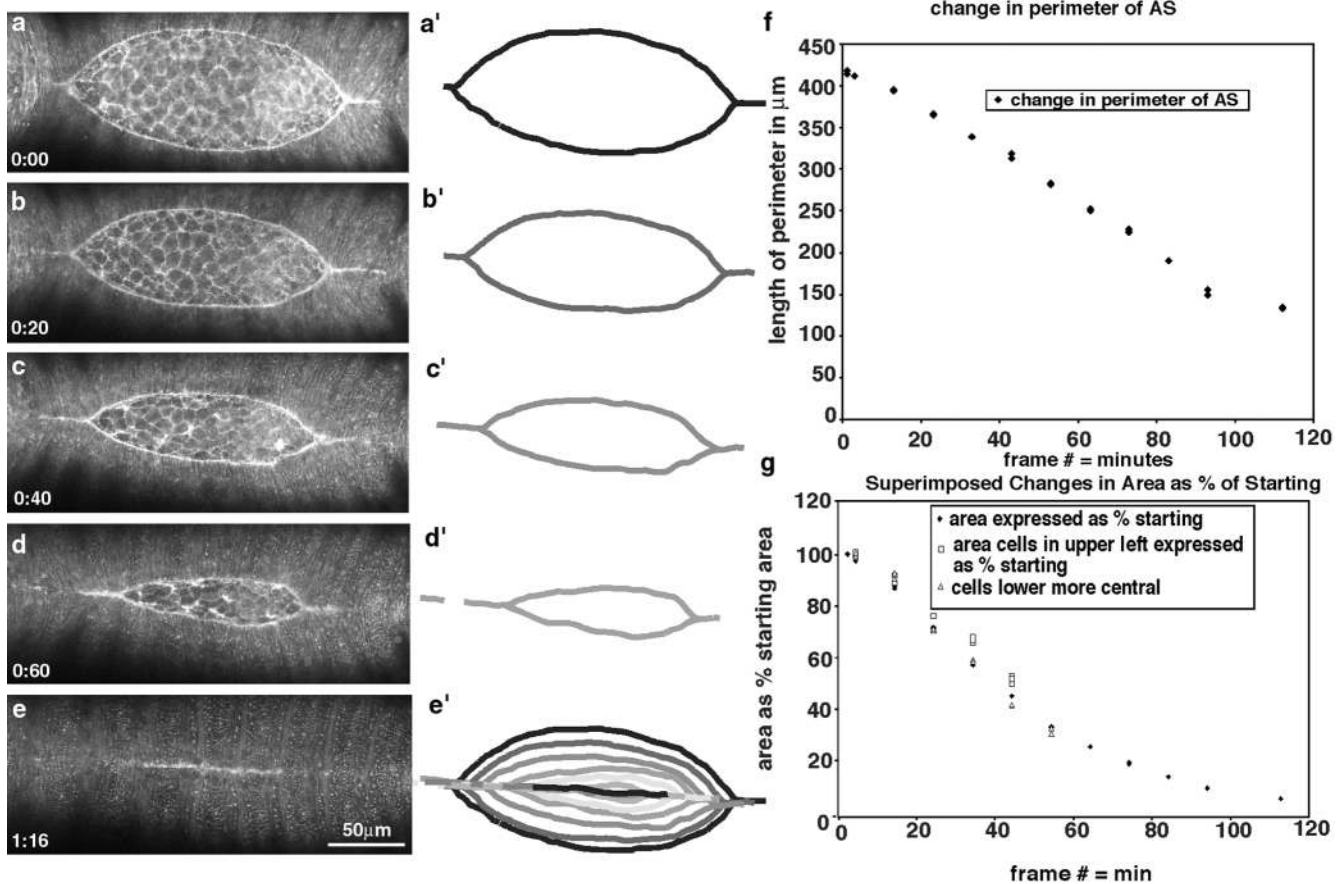 a
0:00
b
0:20
c
0:40
d
0:60
e
1:16
50µm
a'
b'
c'
d'
e'
f
change in perimeter of AS
450
400
350
300
250
200
150
100
50
0
length of perimeter in µm
change in perimeter of AS
0
20
40
60
80
100
120
frame # = minutes
g
Superimposed Changes in Area as % of Starting
120
100
80
60
40
20
0
area as % starting area
area expressed as % starting
area cells in upper left expressed
as % starting
cells lower more central
0
20
40
60
80
100
120
frame # = min